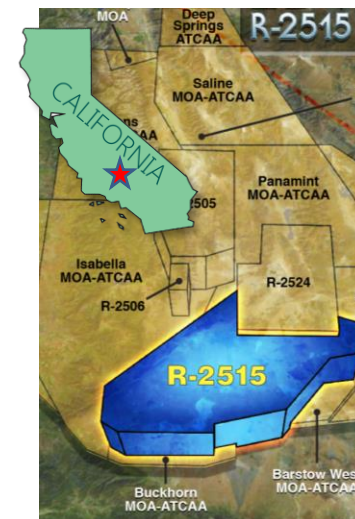 MOA
Deep
Springs
ATCAA
R-2515
Saline
MOA-ATCAA
CALIFORNIA
Panamint
MOA-ATCAA
Isabella
MOA-ATCAA
R-2524
R-2506
R-2515
Buckhorn
MOA-ATCAA
Barstow Wes
MOA-ATCAA